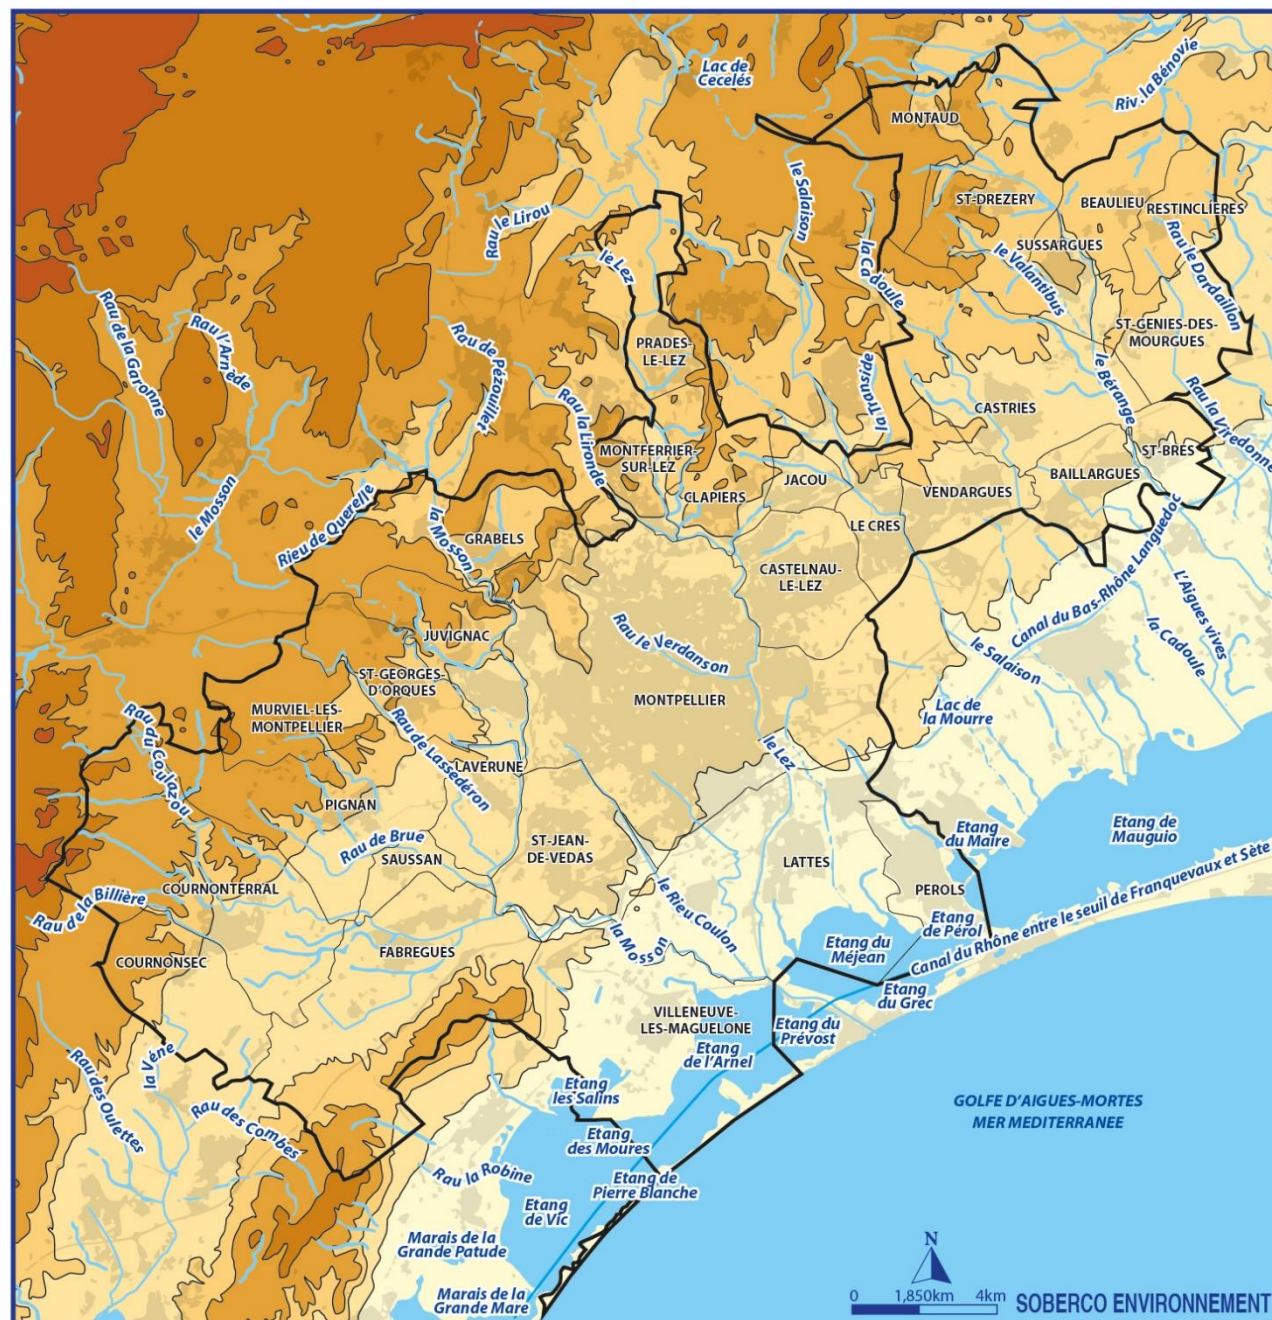 Lac de
Cecelés
Riv. la Bénovie
MONTAUD
le Salaison
ST-DREZERY
BEAULIEU
RESTINCLIERES
Rau le Lirou
SUSSARGUES
le Lez
la Cadoule
le Valantibus
Rau le Dardaillon
Rau de la Garonne
Rau l'Arnède
Rau de Pézouillet
PRADES-
LE-LEZ
ST-GENIES-DES-
MOURGUES
la Transide
le Bérange
Rau la Lironde
CASTRIES
Rau la Viredonne
MONTFERRIER-
SUR-LEZ
ST-BRES
JACOU
BAILLARGUES
CLAPIERS
VENDARGUES
le Mosson
Rieu de Querelle
la Mosson
GRABELS
LE CRES
CASTELNAU-
LE-LEZ
Canal du Bas-Rhône Languedoc
L'Aigues vives
JUVIGNAC
Rau le Verdanson
le Salaison
la Cadoule
ST-GEORGES-
D'ORQUES
MONTPELLIER
MURVIEL-LES-
MONTPELLIER
Lac de
la Mourre
Rau du Coulazou
Rau de Lassedéron
le Lez
LAVERUNE
PIGNAN
Rau de Brue
ST-JEAN-
DE-VEDAS
Etang
du Maire
Etang de
Mauguio
SAUSSAN
LATTES
COURNONTERRAL
PEROLS
Rau de la Billière
le Rieu Coulon
la Mosson
Etang
de Pérol
Canal du Rhône entre le seuil de Franquevaux et Sète
FABREGUES
Etang du
Méjean
COURNONSEC
Etang
du Grec
VILLENEUVE-
LES-MAGUELONE
Etang du
Prévost
Etang
de l'Arnel
la Véne
Rau des Oulettes
Etang
les Salins
Rau des Combes
GOLFE D'AIGUES-MORTES
MER MEDITERRANEE
Etang
des Moures
Rau la Robine
Etang de
Pierre Blanche
Etang
de Vic
Marais de la
Grande Patude
N
Marais de la
Grande Mare
0 1,850km 4km
SOBERCO ENVIRONNEMENT